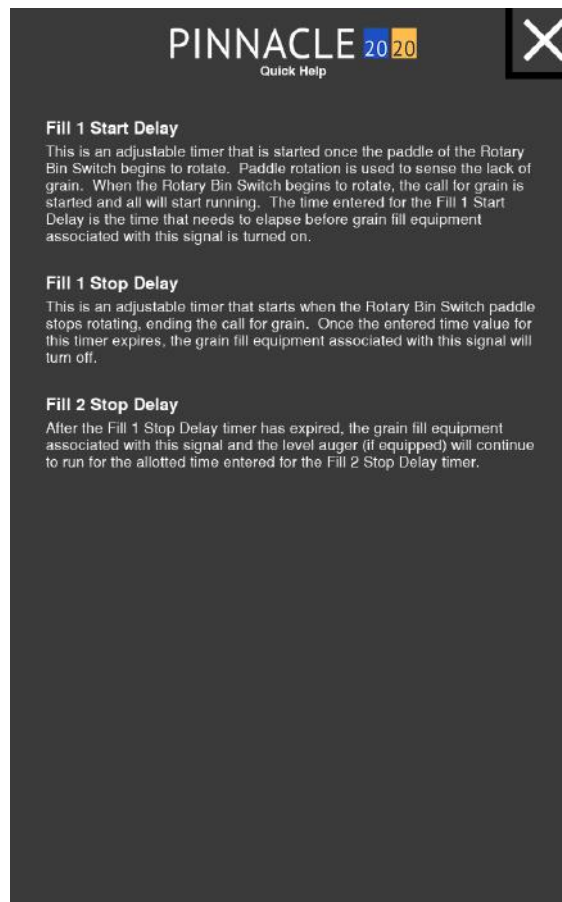 PINNACLE 20 20
Quick Help
Fill 1 Start Delay
This is an adjustable timer that is started once the paddle of the Rotary
Bin Switch begins to rotate.  Paddle rotation is used to sense the lack of
grain.  When the Rotary Bin Switch begins to rotate, the call for grain is
started and all will start running.  The time entered for the Fill 1 Start
Delay is the time that needs to elapse before grain fill equipment
associated with this signal is turned on.
Fill 1 Stop Delay
This is an adjustable timer that starts when the Rotary Bin Switch paddle
stops rotating, ending the call for grain.  Once the entered time value for
this timer expires, the grain fill equipment associated with this signal will
turn off.
Fill 2 Stop Delay
After the Fill 1 Stop Delay timer has expired, the grain fill equipment
associated with this signal and the level auger (if equipped) will continue
to run for the allotted time entered for the Fill 2 Stop Delay timer.